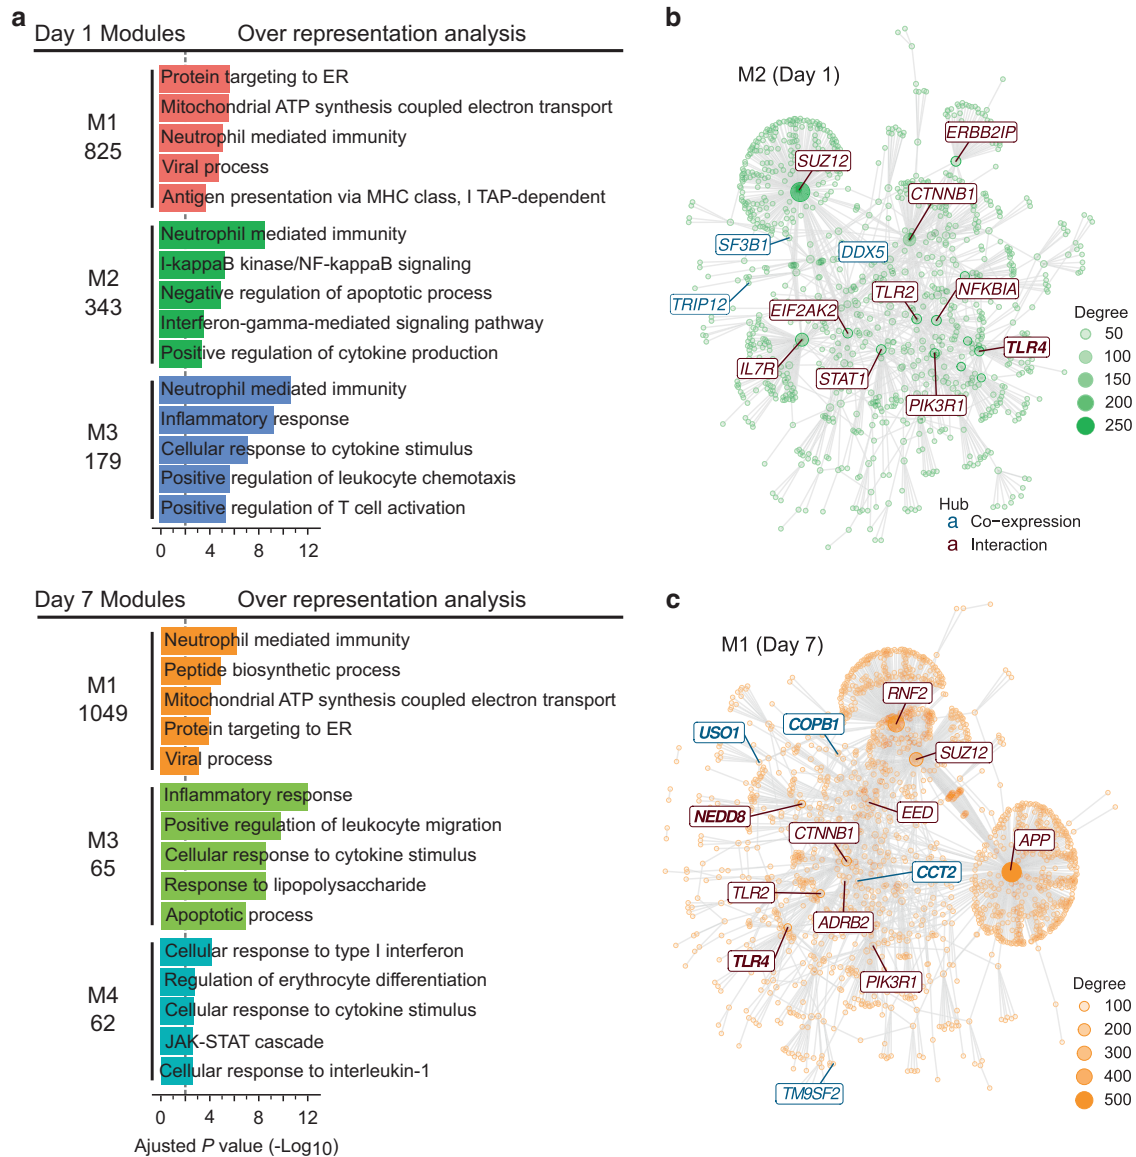 a
Day 1 Modules Over representation analysis
M1
825
Protein targeting to ER
Mitochondrial ATP synthesis coupled electron transport
Neutrophil mediated immunity
Viral process
Antigen presentation via MHC class, I TAP-dependent
M2
343
Neutrophil mediated immunity
I-kappaB kinase/NF-kappaB signaling
Negative regulation of apoptotic process
Interferon-gamma-mediated signaling pathway
Positive regulation of cytokine production
M3
179
Neutrophil mediated immunity
Inflammatory response
Cellular response to cytokine stimulus
Positive regulation of leukocyte chemotaxis
Positive regulation of T cell activation
0 4 8 12
Day 7 Modules Over representation analysis
M1
1049
Neutrophil mediated immunity
Peptide biosynthetic process
Mitochondrial ATP synthesis coupled electron transport
Protein targeting to ER
Viral process
M3
65
Inflammatory response
Positive regulation of leukocyte migration
Cellular response to cytokine stimulus
Response to lipopolysaccharide
Apoptotic process
M4
62
Cellular response to type I interferon
Regulation of erythrocyte differentiation
Cellular response to cytokine stimulus
JAK-STAT cascade
Cellular response to interleukin-1
0 4 8 12
Ajusted P value (-Log10)
b
M2 (Day 1)
ERBB2IP
SUZ12
CTNNB1
SF3B1
DDX5
TRIP12
TLR2
NFKBIA
EIF2AK2
TLR4
IL7R
STAT1
PIK3R1
Degree
50
100
150
200
250
Hub
a Co-expression
a Interaction
c
M1 (Day 7)
RNF2
COPB1
USO1
SUZ12
NEDD8
EED
CTNNB1
APP
CCT2
TLR2
ADRB2
TLR4
PIK3R1
TM9SF2
Degree
100
200
300
400
500